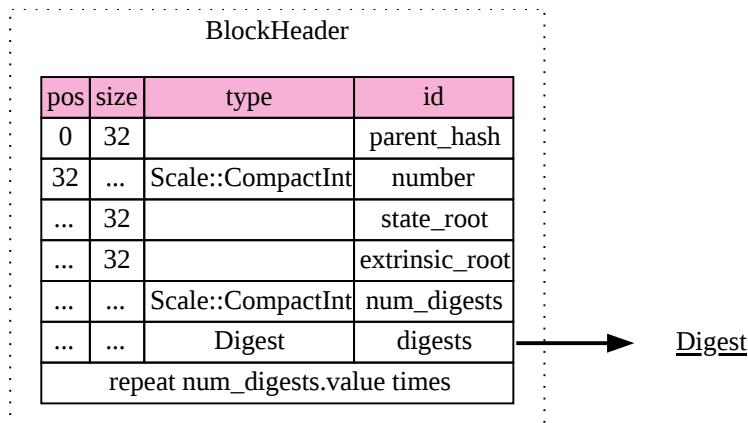 BlockHeader
pos size type id
0 32 parent_hash
32 ... Scale::CompactInt number
... 32 state_root
... 32 extrinsic_root
... ... Scale::CompactInt num_digests
... ... Digest digests
Digest
repeat num_digests.value times